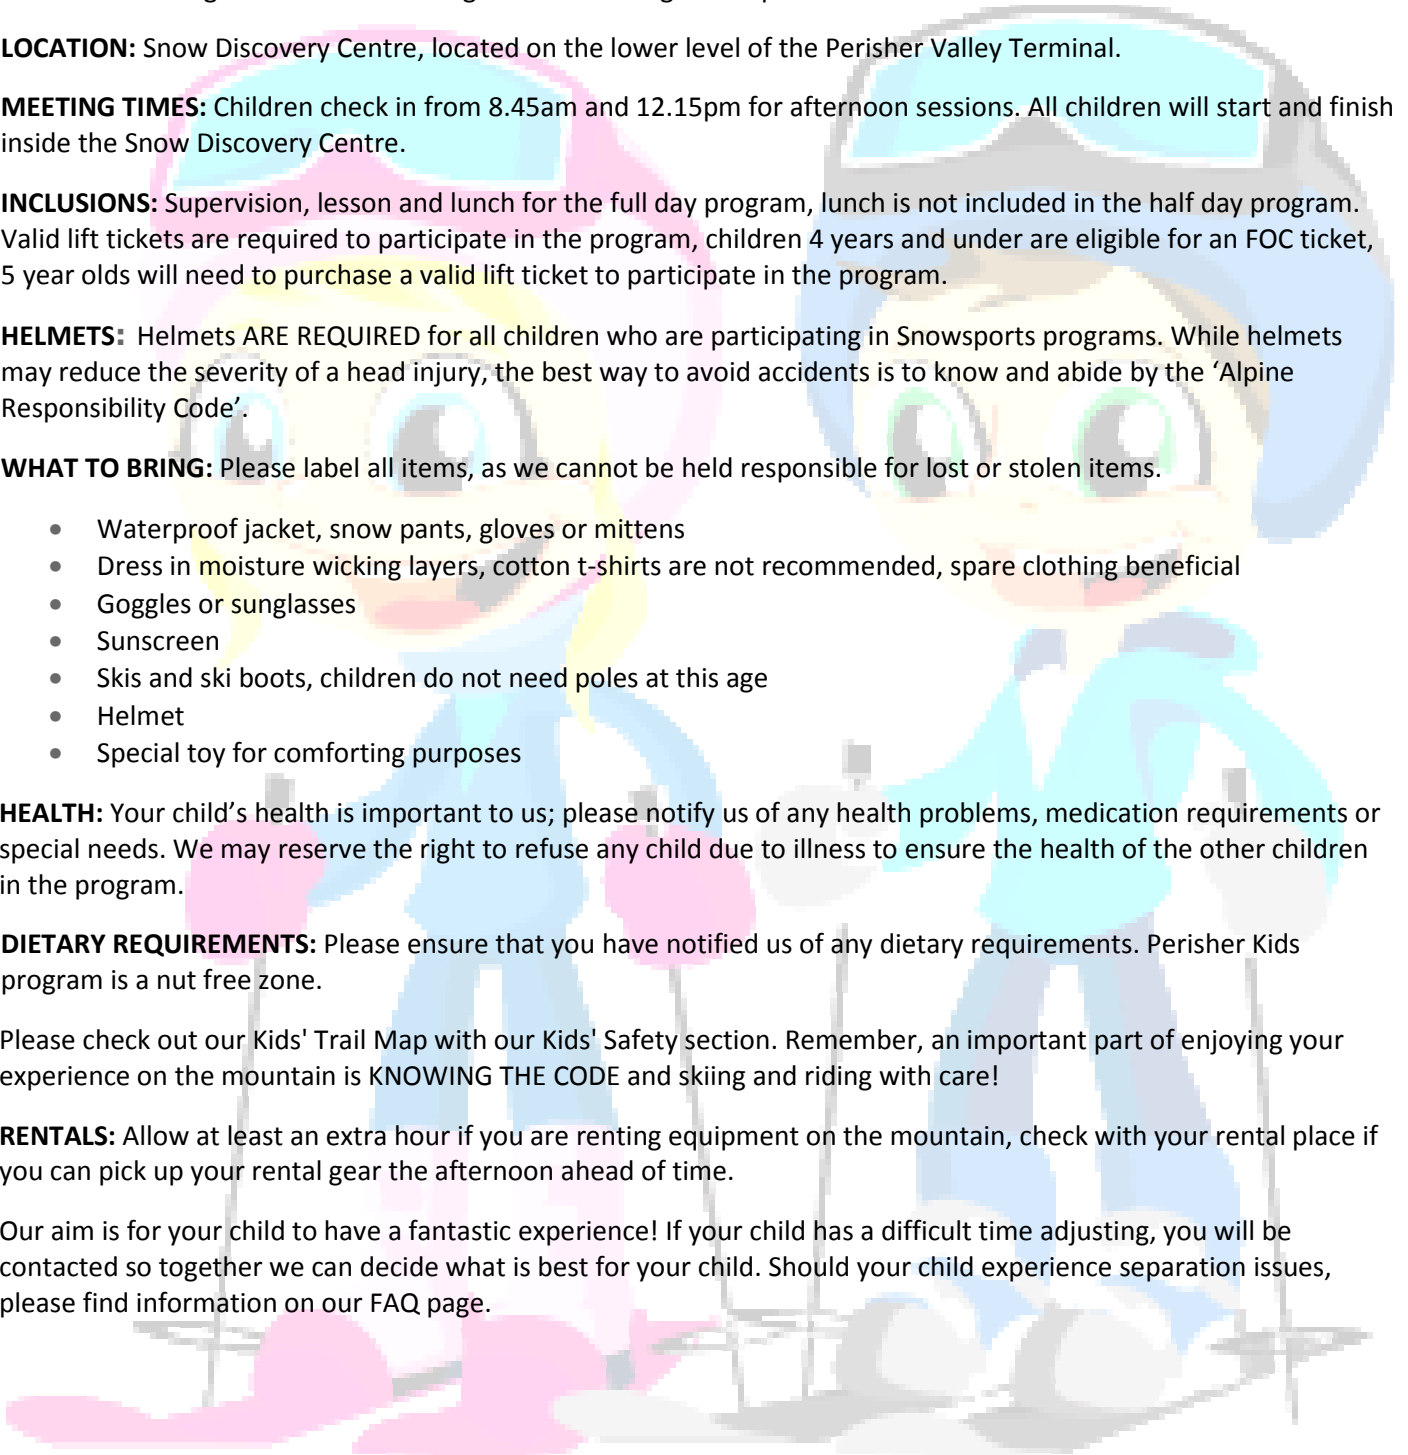 LOCATION: Snow Discovery Centre, located on the lower level of the Perisher Valley Terminal.
MEETING TIMES: Children check in from 8.45am and 12.15pm for afternoon sessions. All children will start and finish
inside the Snow Discovery Centre.
INCLUSIONS: Supervision, lesson and lunch for the full day program, lunch is not included in the half day program.
Valid lift tickets are required to participate in the program, children 4 years and under are eligible for an FOC ticket,
5 year olds will need to purchase a valid lift ticket to participate in the program.
HELMETS: Helmets ARE REQUIRED for all children who are participating in Snowsports programs. While helmets
may reduce the severity of a head injury, the best way to avoid accidents is to know and abide by the ‘Alpine
Responsibility Code’.
WHAT TO BRING: Please label all items, as we cannot be held responsible for lost or stolen items.
• Waterproof jacket, snow pants, gloves or mittens
• Dress in moisture wicking layers, cotton t-shirts are not recommended, spare clothing beneficial
• Goggles or sunglasses
• Sunscreen
• Skis and ski boots, children do not need poles at this age
• Helmet
• Special toy for comforting purposes
HEALTH: Your child’s health is important to us; please notify us of any health problems, medication requirements or
special needs. We may reserve the right to refuse any child due to illness to ensure the health of the other children
in the program.
DIETARY REQUIREMENTS: Please ensure that you have notified us of any dietary requirements. Perisher Kids
program is a nut free zone.
Please check out our Kids' Trail Map with our Kids' Safety section. Remember, an important part of enjoying your
experience on the mountain is KNOWING THE CODE and skiing and riding with care!
RENTALS: Allow at least an extra hour if you are renting equipment on the mountain, check with your rental place if
you can pick up your rental gear the afternoon ahead of time.
Our aim is for your child to have a fantastic experience! If your child has a difficult time adjusting, you will be
contacted so together we can decide what is best for your child. Should your child experience separation issues,
please find information on our FAQ page.